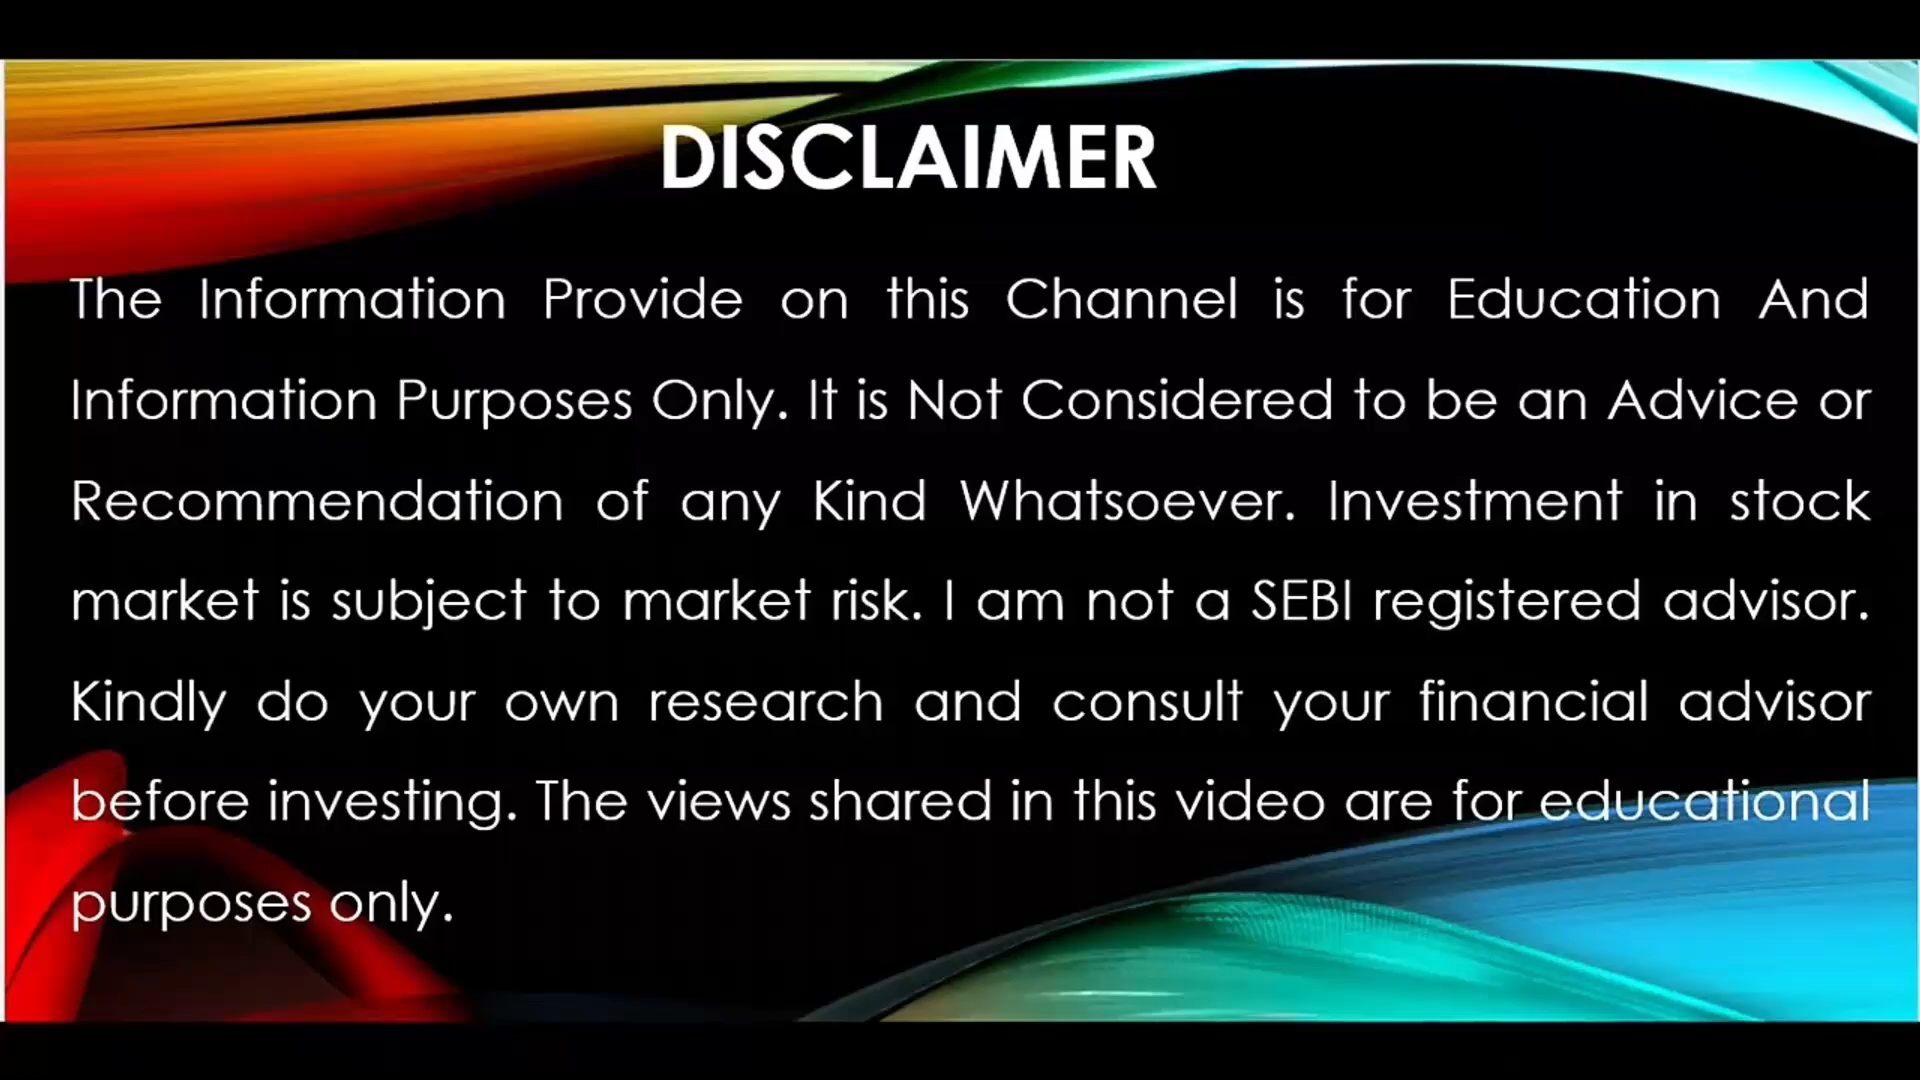 DISCLAIMER
The Information Provide on this Channel is for Education And
Information Purposes Only. It is Not Considered to be an Advice or
Recommendation of any Kind Whatsoever. Investment in stock
market is subject to market risk. I am not a SEBI registered advisor.
Kindly do your own research and consult your financial advisor
before investing. The views shared in this video are for educational
purposes only.